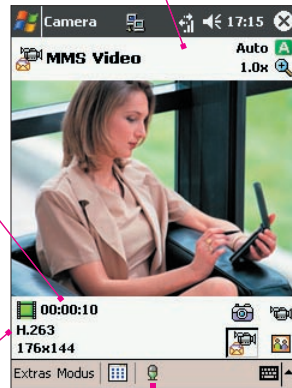 Camera 17:15
MMS Video Auto A
1.0x
00:00:10
H.263
176x144
Extras Modus